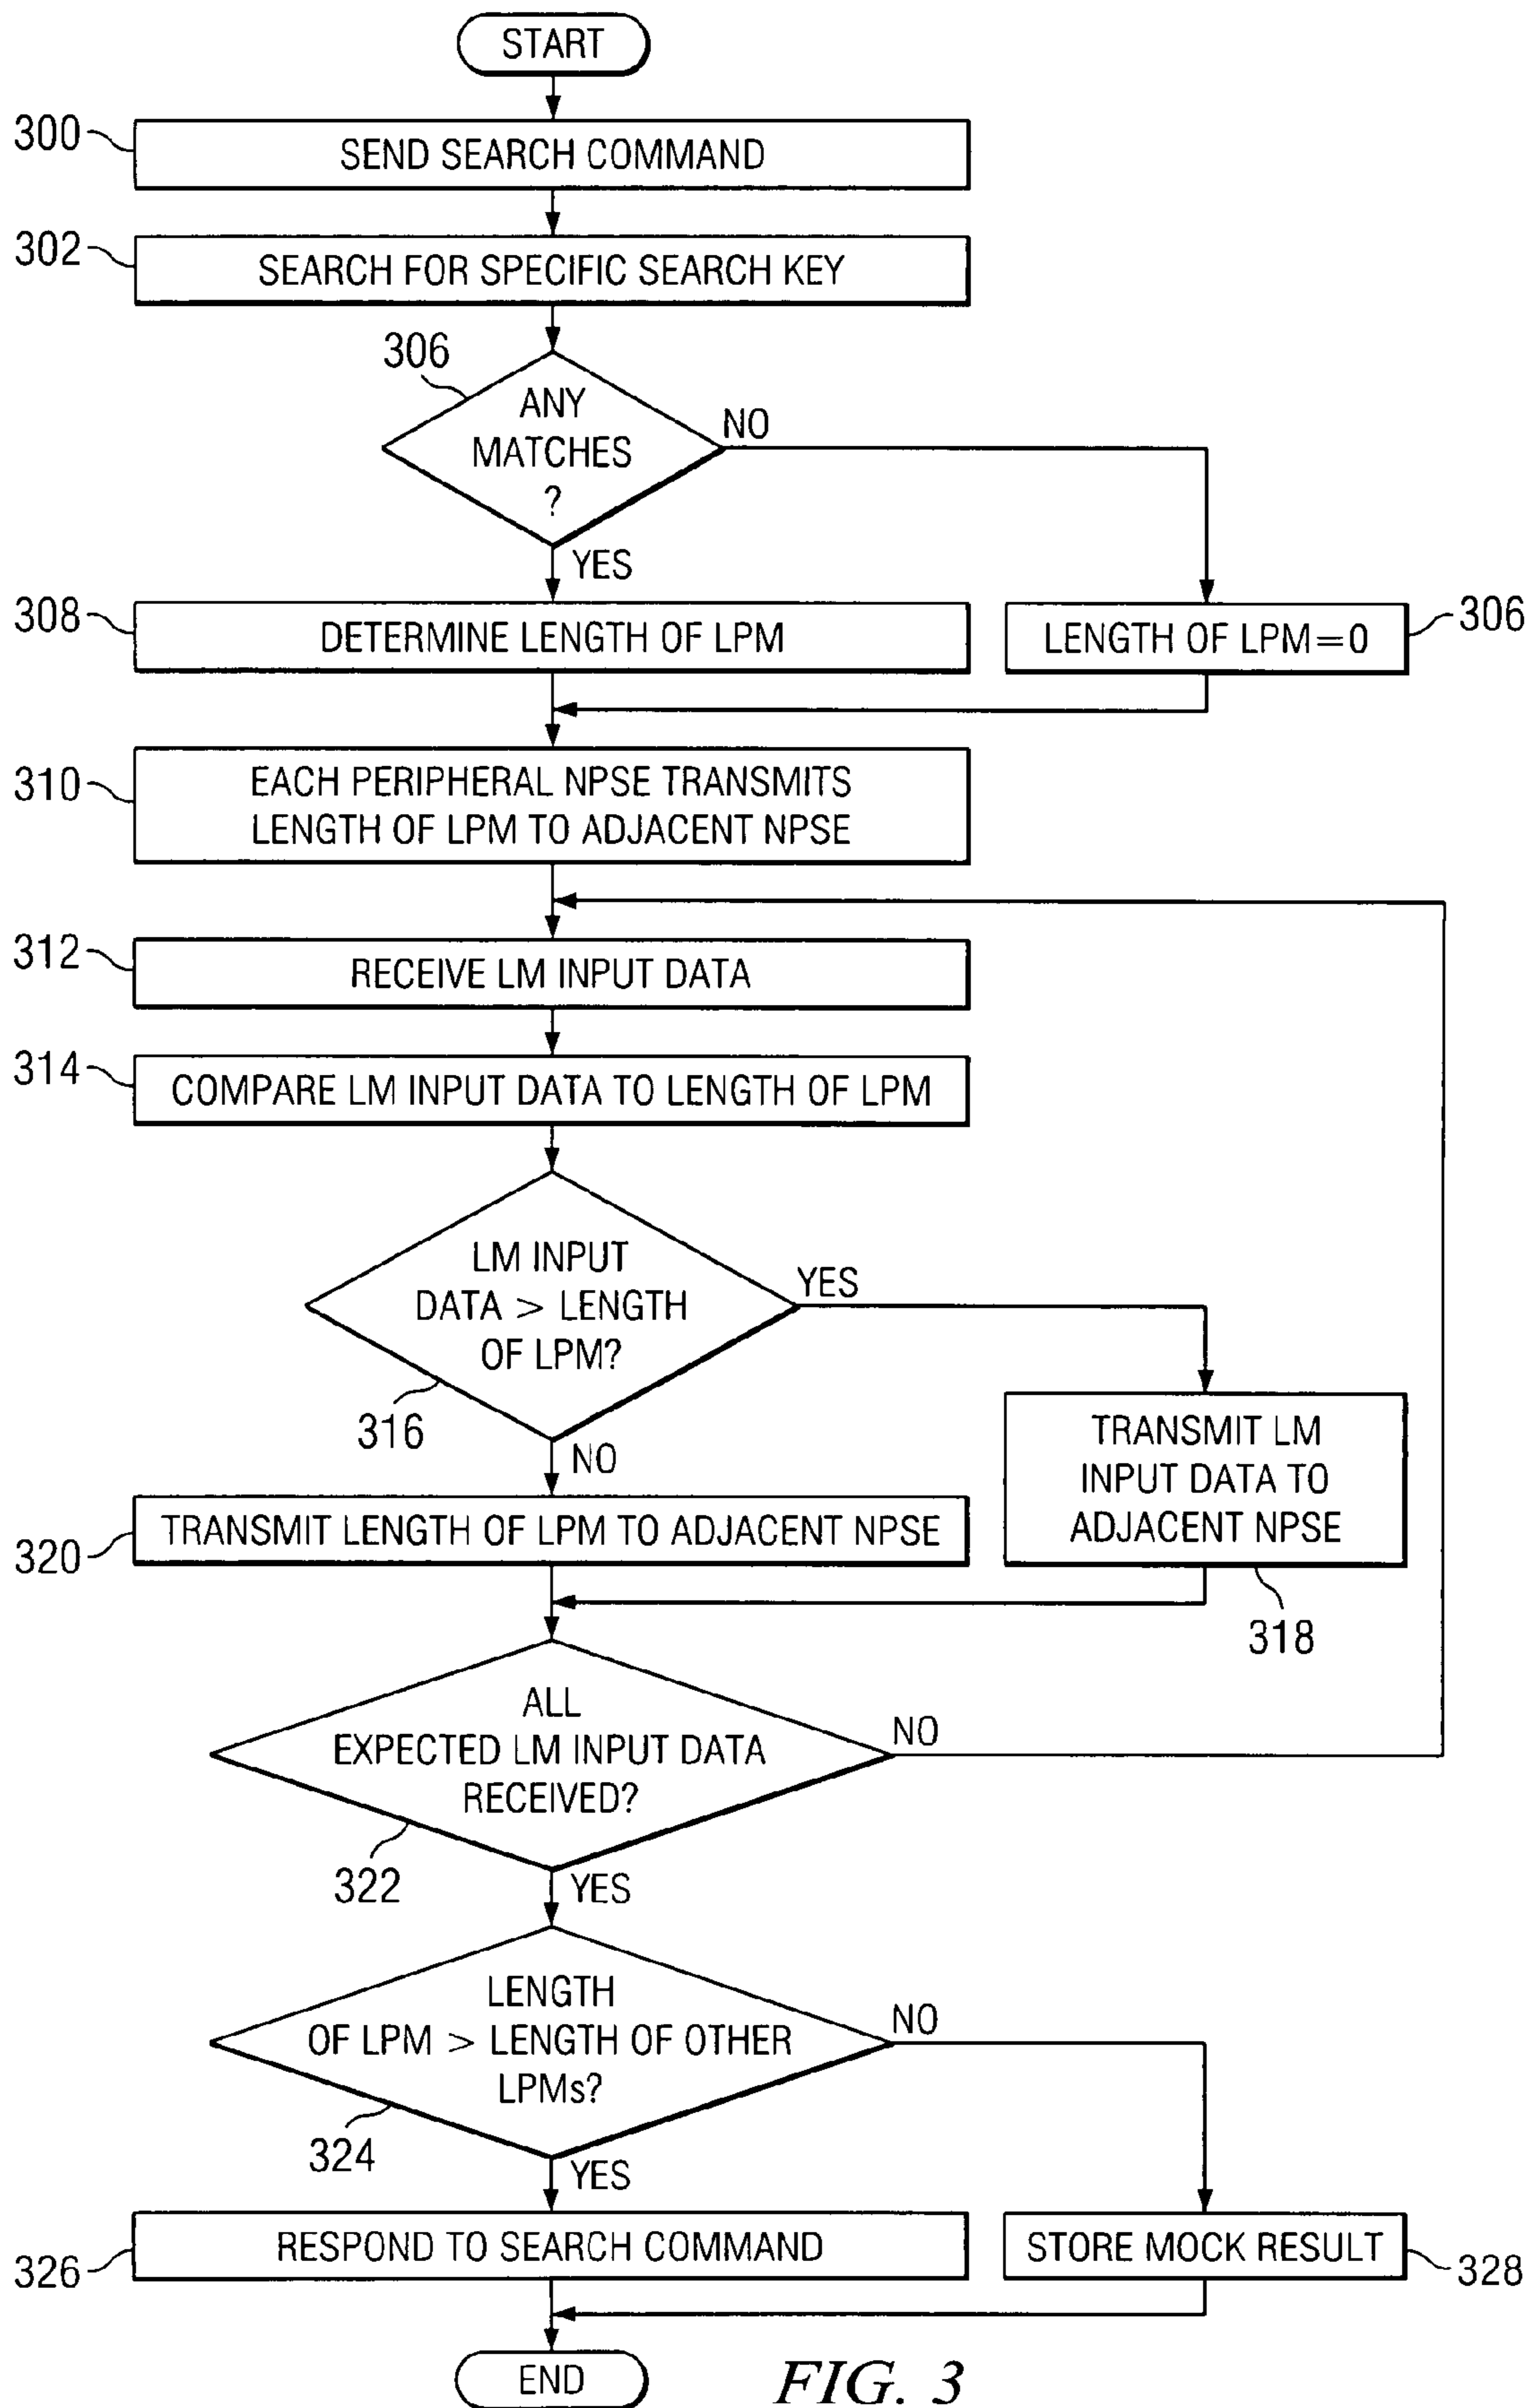 START
300
SEND SEARCH COMMAND
302
SEARCH FOR SPECIFIC SEARCH KEY
306
ANY
MATCHES
?
NO
YES
308
DETERMINE LENGTH OF LPM
LENGTH OF LPM=0
306
310
EACH PERIPHERAL NPSE TRANSMITS
LENGTH OF LPM TO ADJACENT NPSE
312
RECEIVE LM INPUT DATA
314
COMPARE LM INPUT DATA TO LENGTH OF LPM
LM INPUT
DATA > LENGTH
OF LPM?
YES
316
NO
TRANSMIT LM
INPUT DATA TO
ADJACENT NPSE
318
320
TRANSMIT LENGTH OF LPM TO ADJACENT NPSE
ALL
EXPECTED LM INPUT DATA
RECEIVED?
NO
322
YES
LENGTH
OF LPM > LENGTH OF OTHER
LPMs?
NO
324
YES
326
RESPOND TO SEARCH COMMAND
STORE MOCK RESULT
328
END
FIG. 3